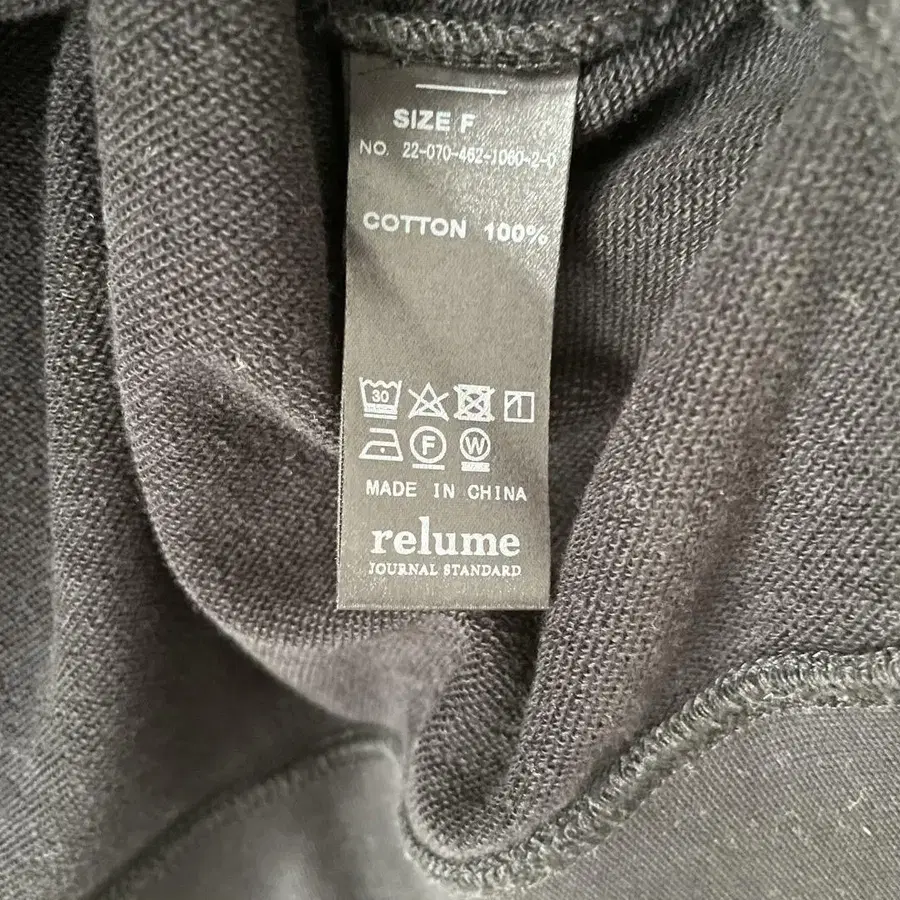 SIZE F
NO. 22-070-462-1060-2-0
COTTON 100%
30
F W
MADE IN CHINA
relume
JOURNAL STANDARD